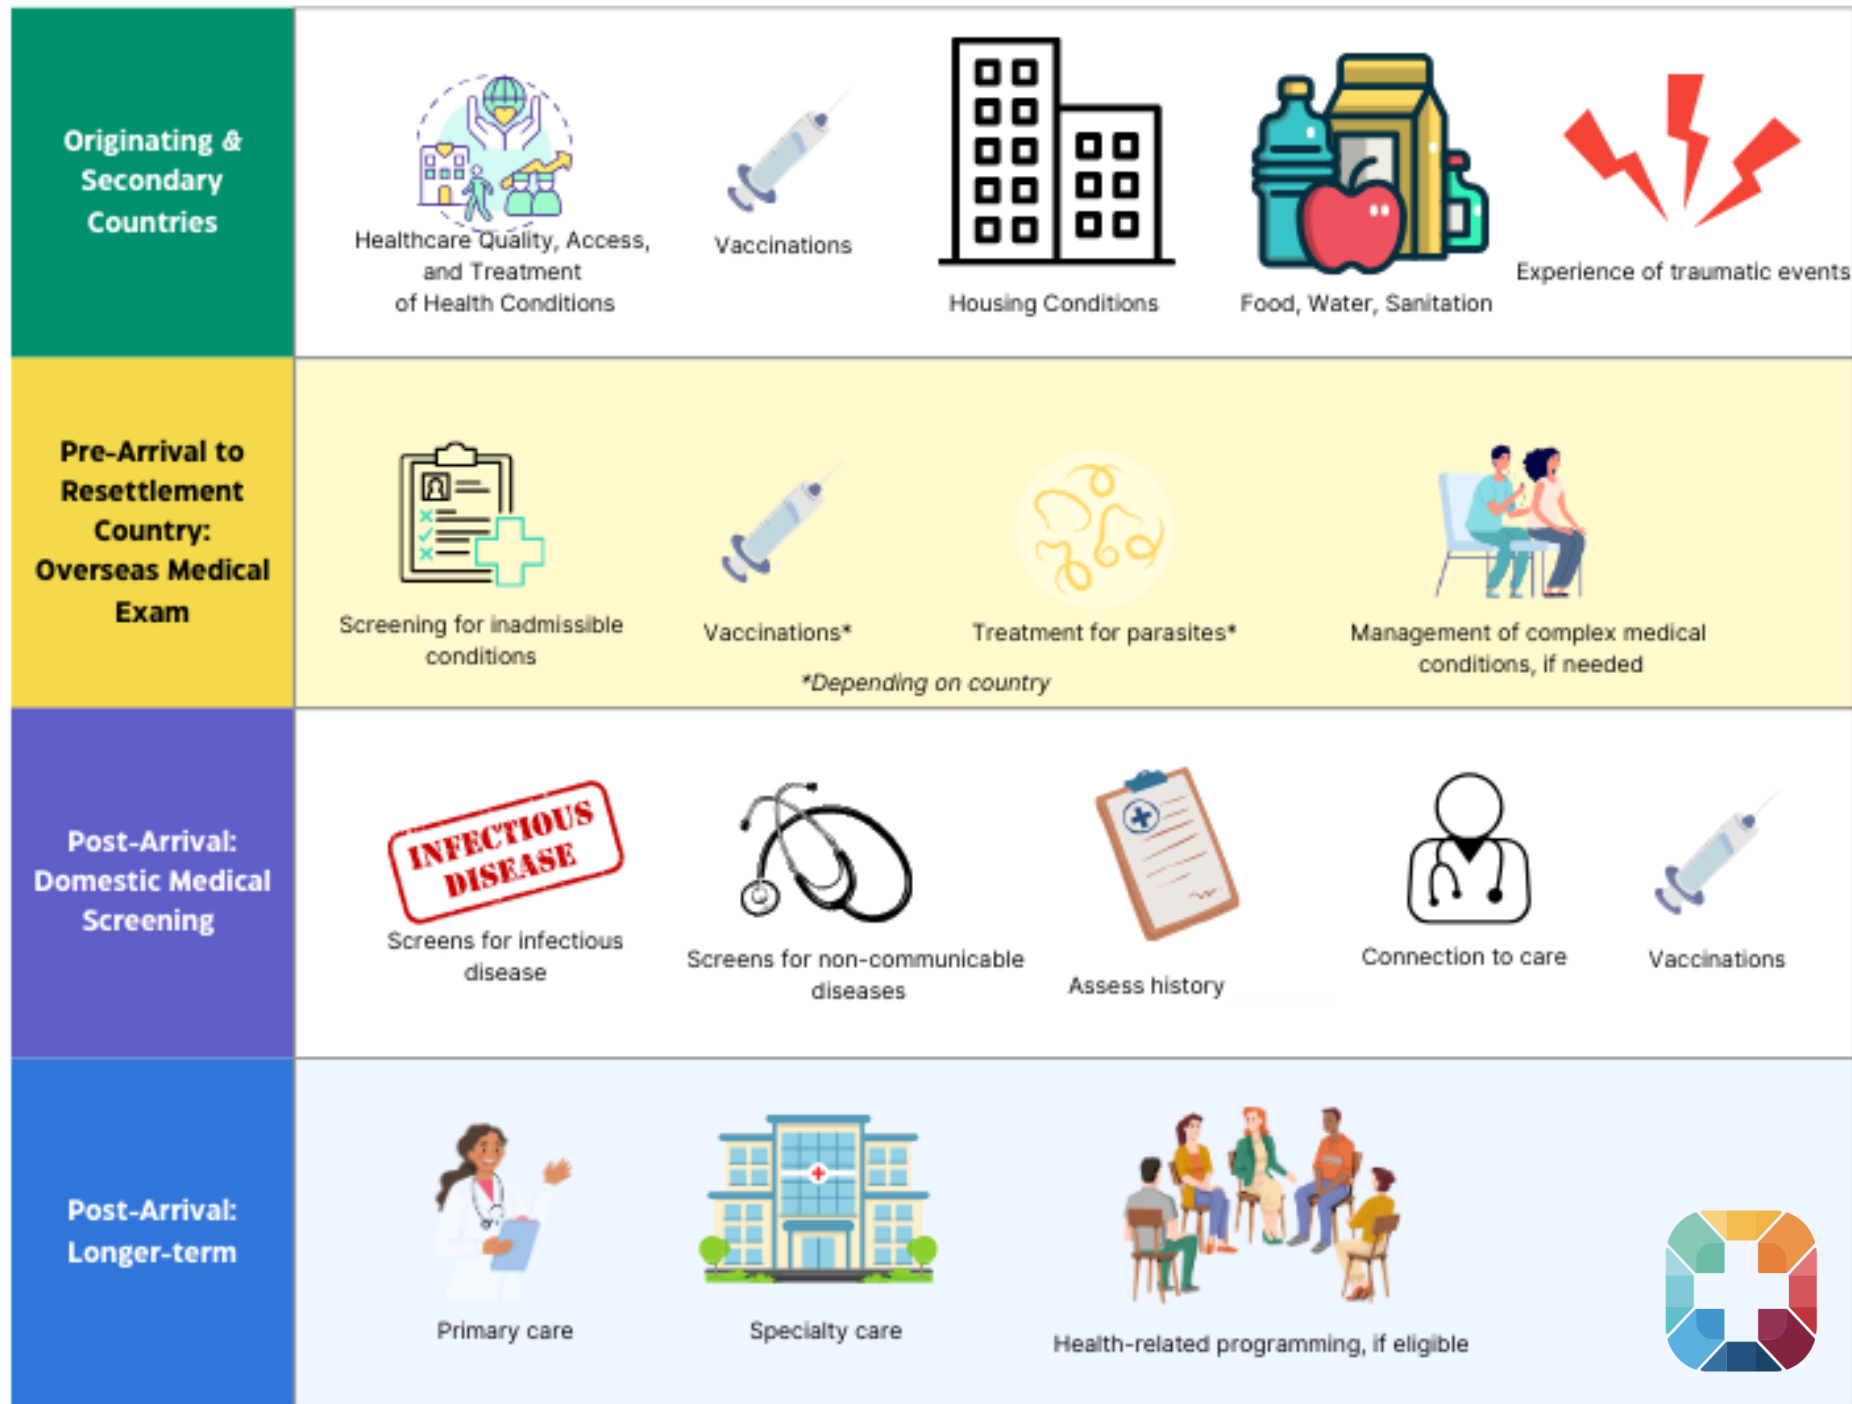 Originating &
Secondary
Countries
Healthcare Quality, Access,
and Treatment
of Health Conditions
Vaccinations
Housing Conditions
Food, Water, Sanitation
Experience of traumatic events
Pre-Arrival to
Resettlement
Country:
Overseas Medical
Exam
Screening for inadmissible
conditions
Vaccinations*
Treatment for parasites*
Management of complex medical
conditions, if needed
*Depending on country
Post-Arrival:
Domestic Medical
Screening
INFECTIOUS
DISEASE
Screens for infectious
disease
Screens for non-communicable
diseases
Assess history
Connection to care
Vaccinations
Post-Arrival:
Longer-term
Primary care
Specialty care
Health-related programming, if eligible